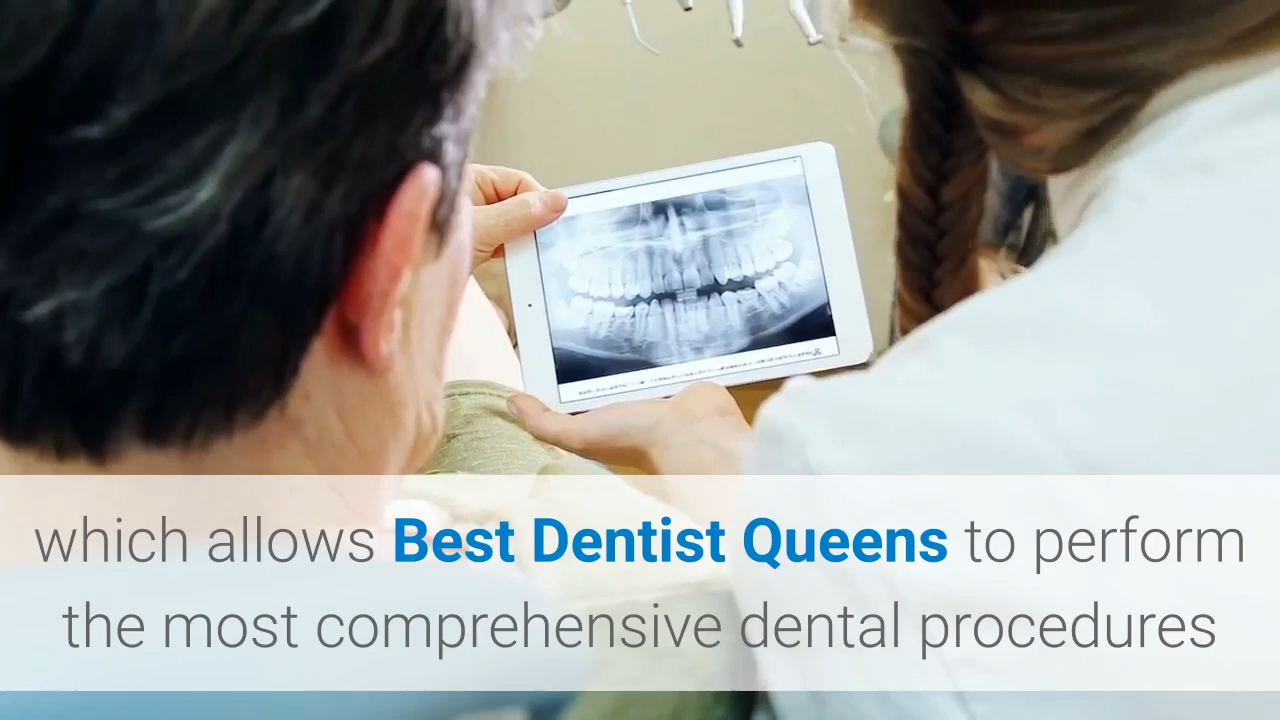 which allows Best Dentist Queens to perform
the most comprehensive dental procedures